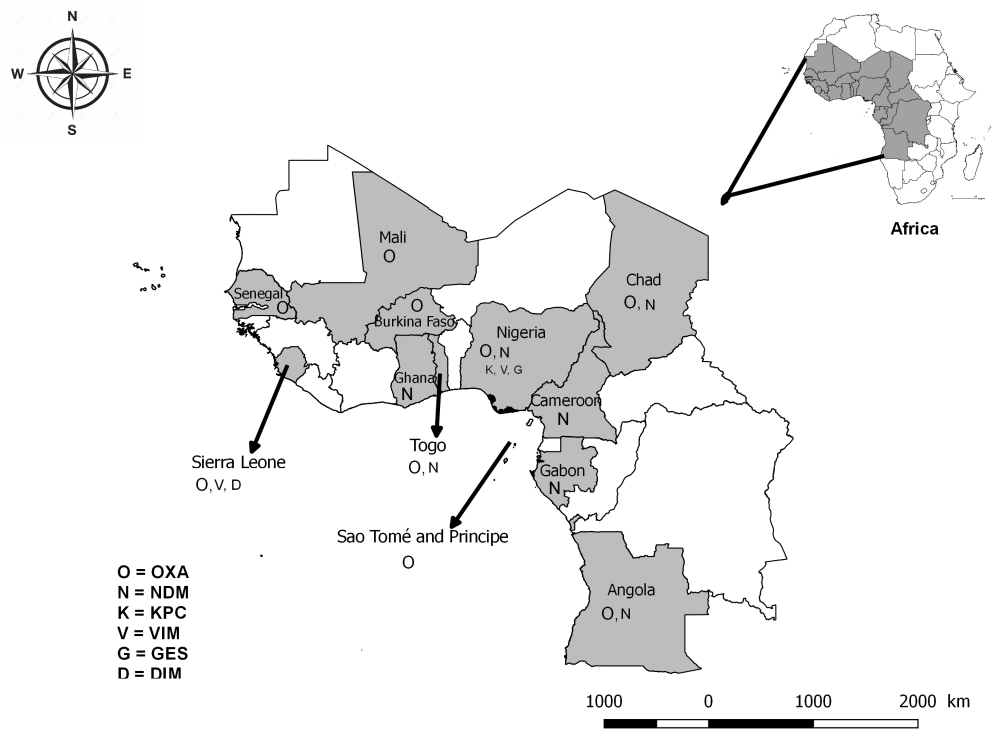 N
W E
S
Africa
Mali
O
Chad
O, N
Senegal
O
O
Burkina Faso
Nigeria
O, N
K, V, G
Ghana
N
Cameroon
N
Togo
O, N
Sierra Leone
O, V, D
Gabon
N
Sao Tomé and Principe
O
Angola
O, N
O = OXA
N = NDM
K = KPC
V = VIM
G = GES
D = DIM
1000 0 1000 2000 km